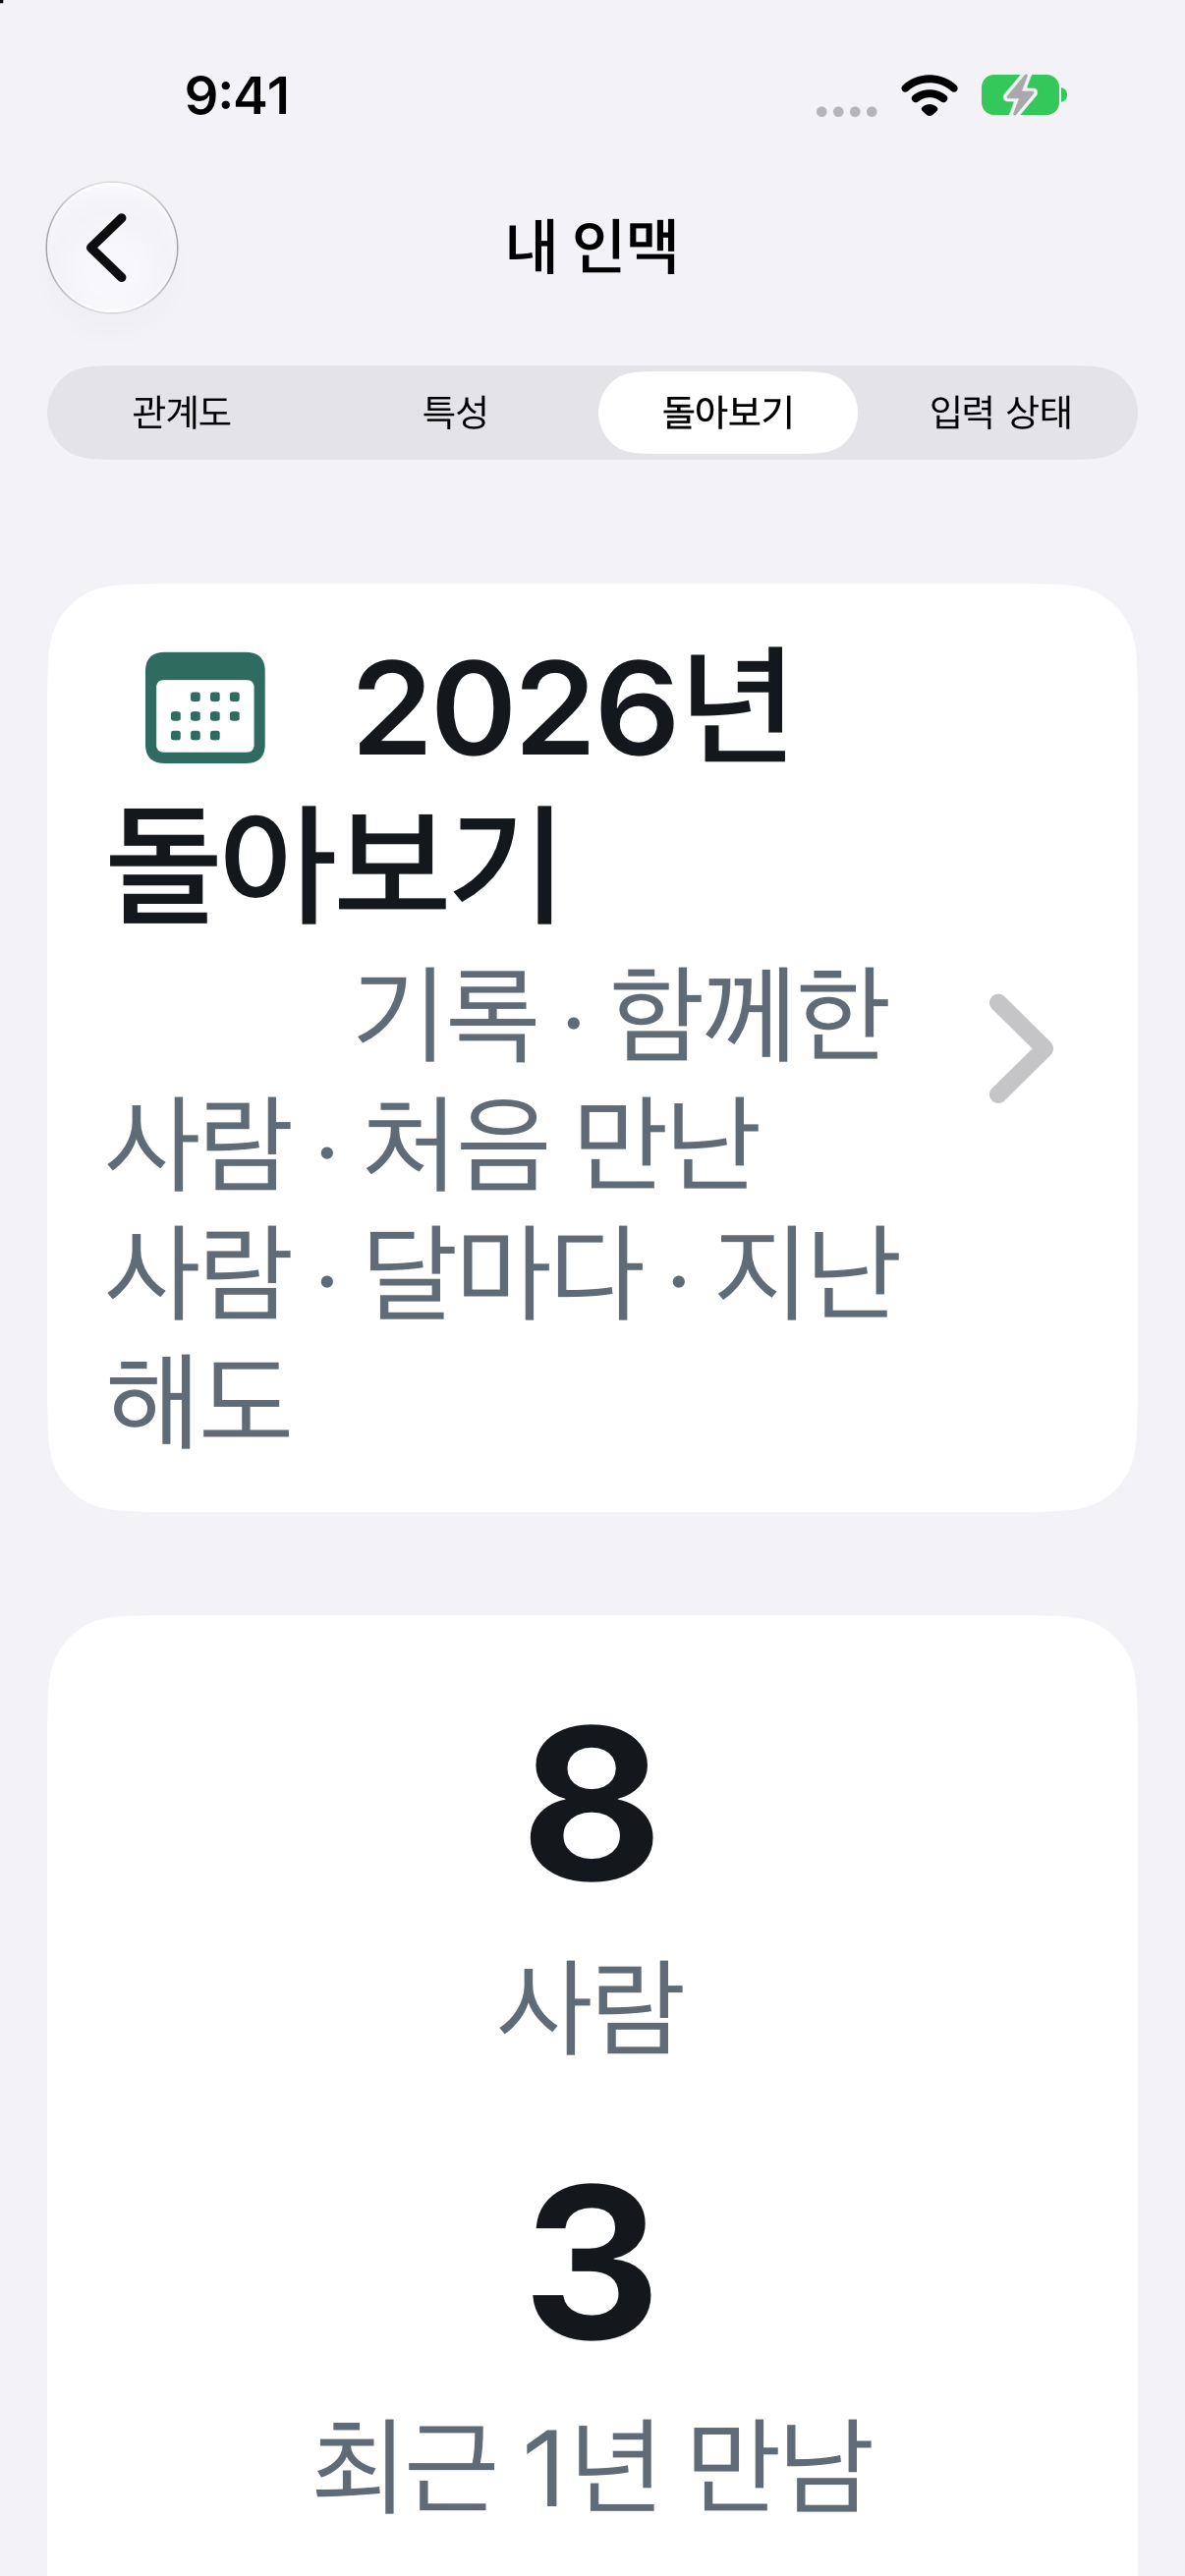 9:41
내 인맥
관계도
특성
돌아보기
입력 상태
2026년
돌아보기
기록 · 함께한
사람 · 처음 만난
사람 · 달마다 · 지난
해도
8
사람
3
최근 1년 만남